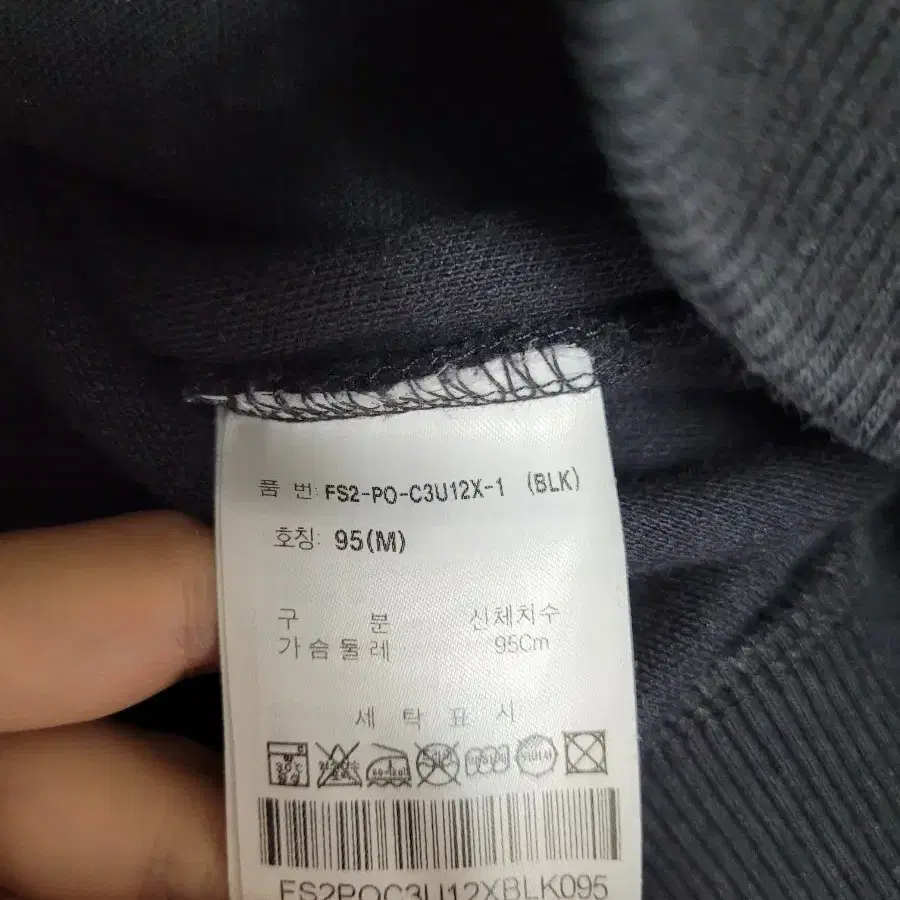 품 번: FS2-PO-C3U12X-1 (BLK)
호칭: 95(M)
구 분 신체치수
가슴둘레 95Cm
세 탁 표 시
FS2POC3U12XBLK095